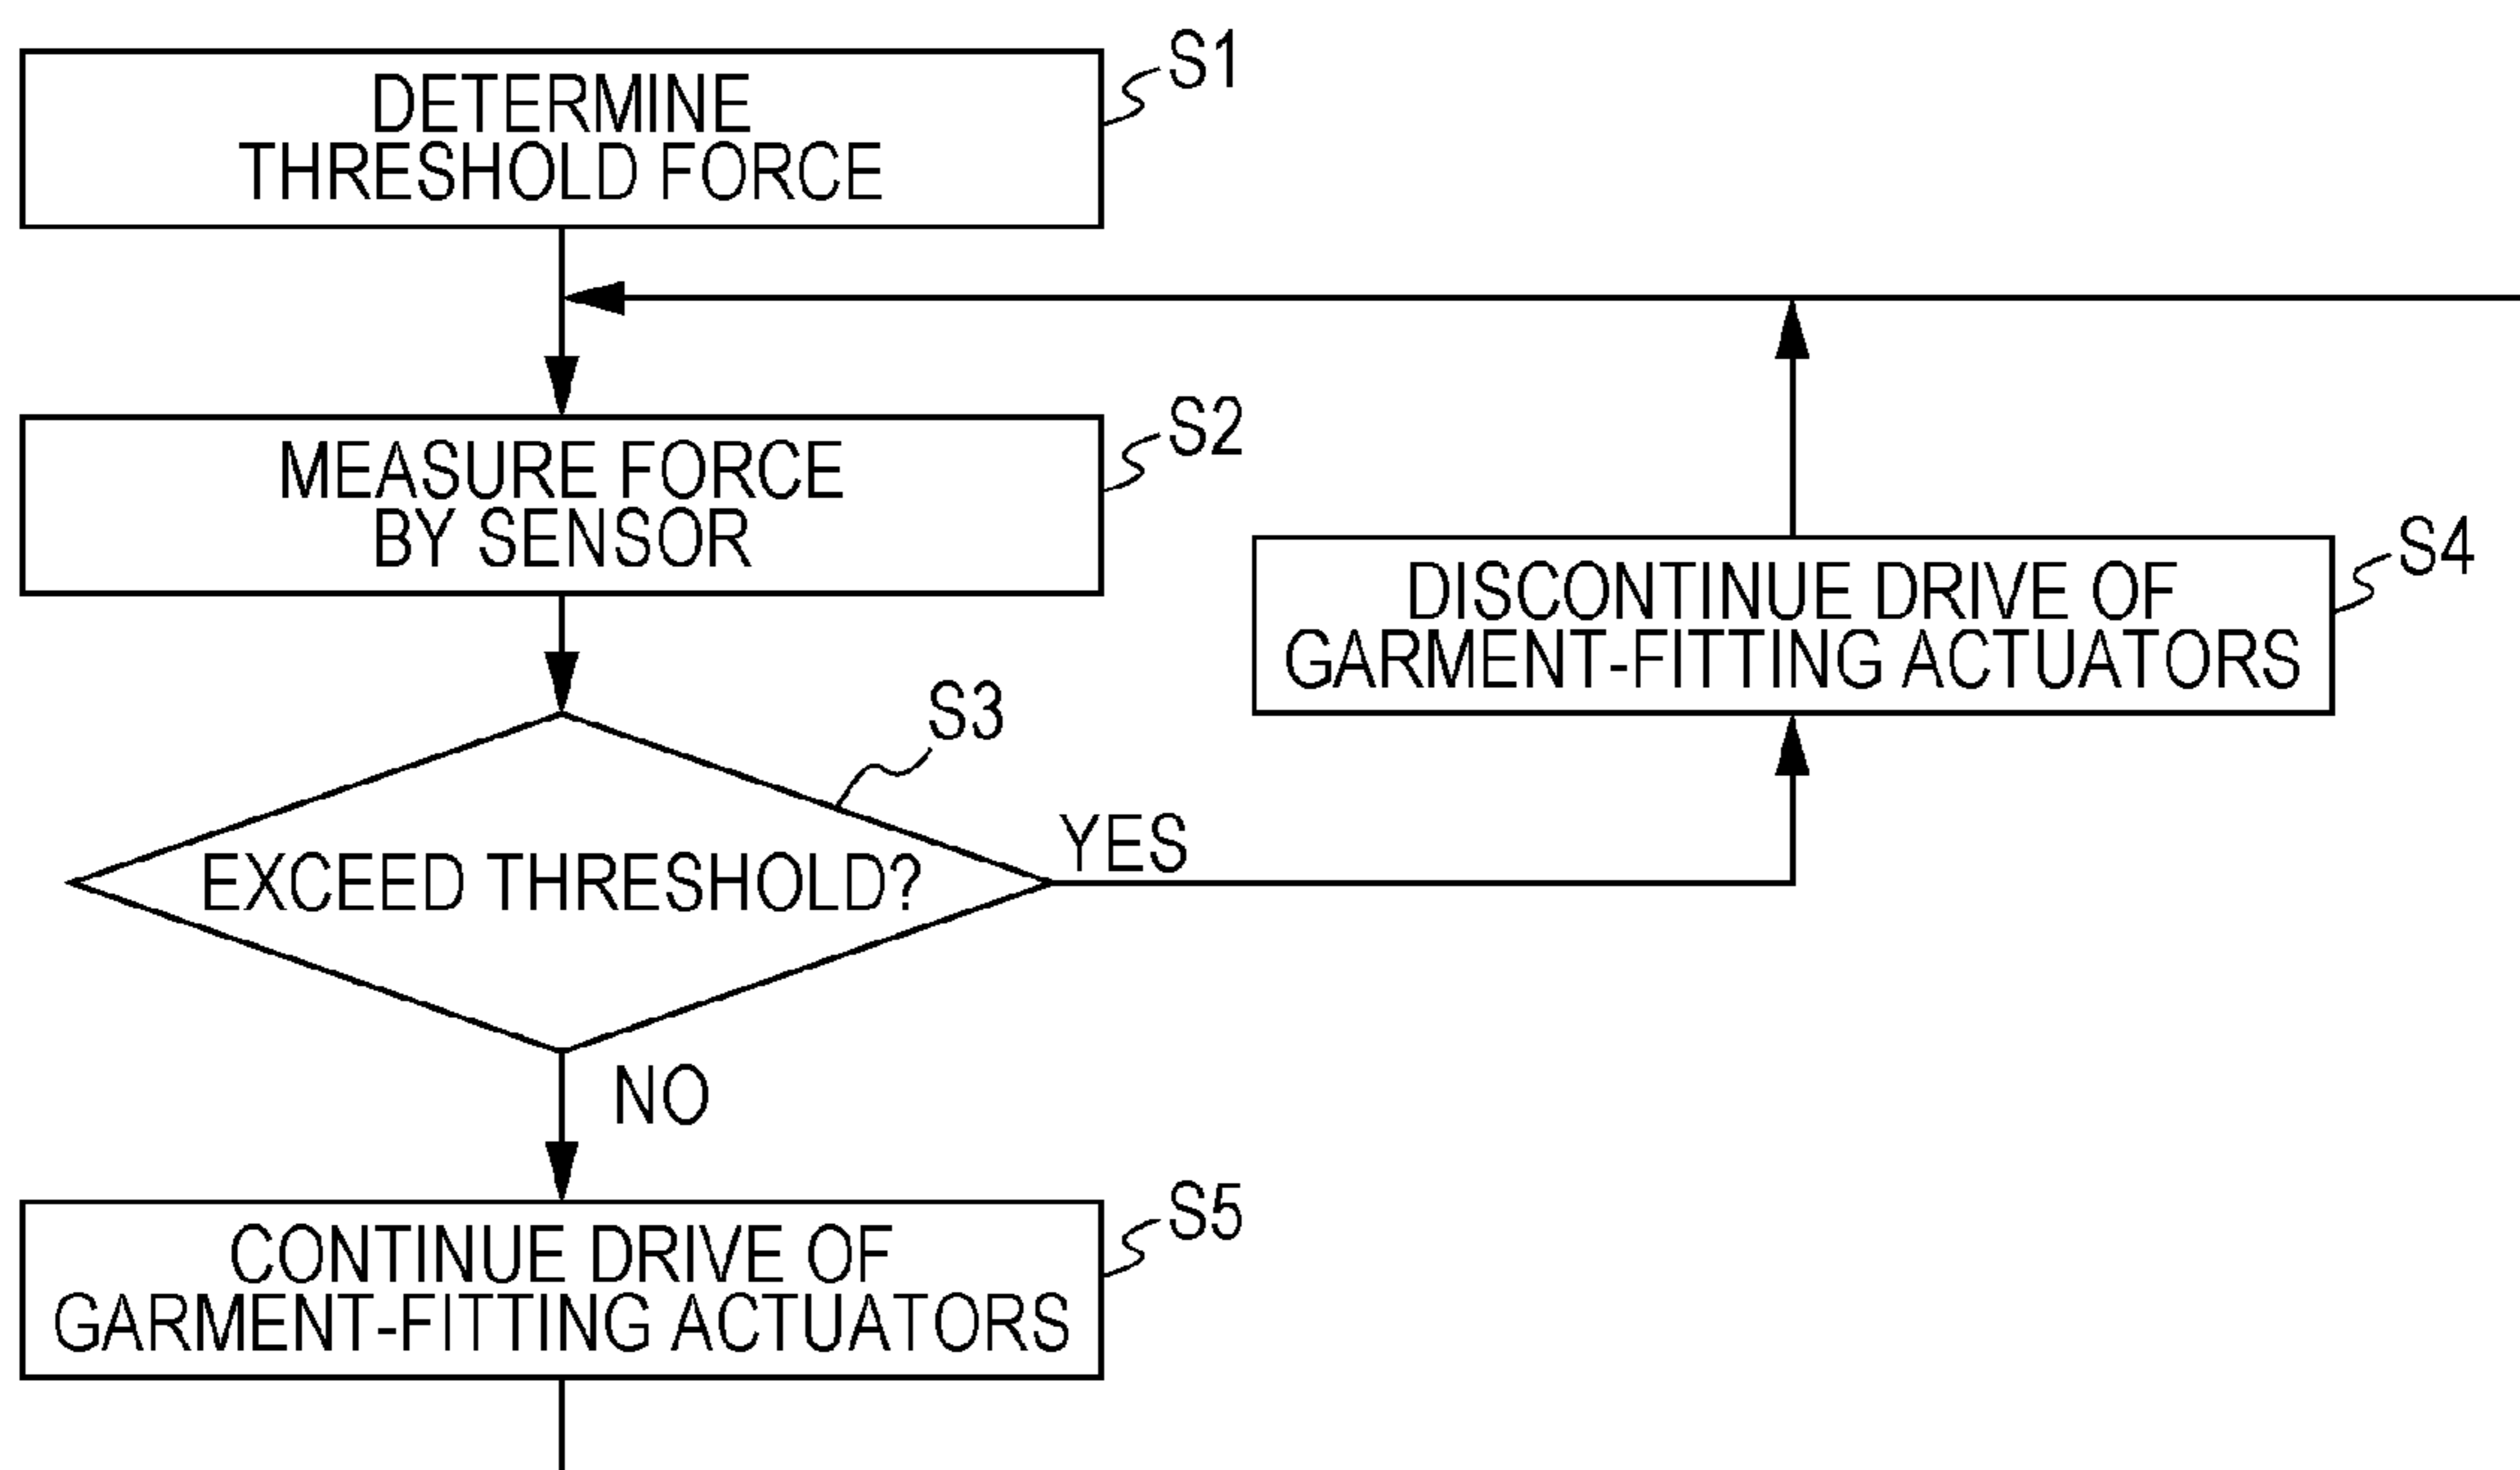 S1
DETERMINE
THRESHOLD FORCE
S2
MEASURE FORCE
BY SENSOR
S4
DISCONTINUE DRIVE OF
GARMENT-FITTING ACTUATORS
S3
EXCEED THRESHOLD?
YES
NO
S5
CONTINUE DRIVE OF
GARMENT-FITTING ACTUATORS